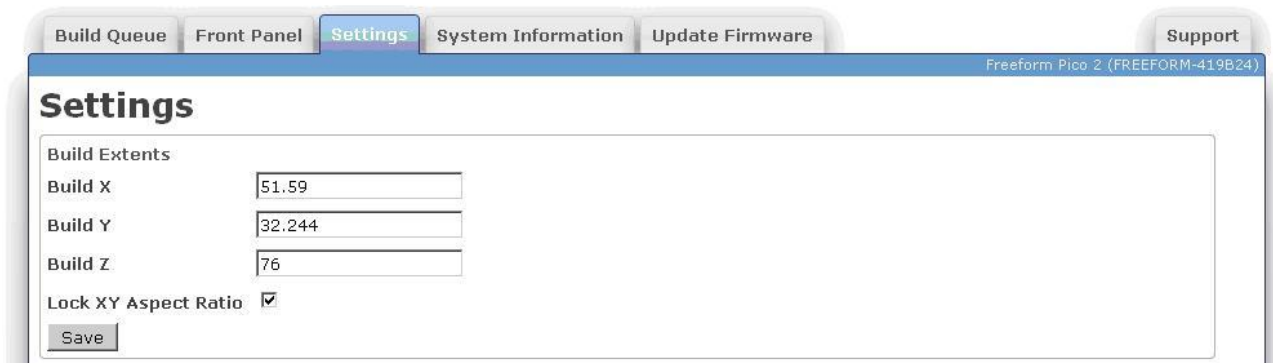 Build Queue Front Panel Settings System Information Update Firmware Support
Freeform Pico 2 (FREEFORM-419B24)
Settings
Build Extents
Build X 51.59
Build Y 32.244
Build Z 76
Lock XY Aspect Ratio
Save